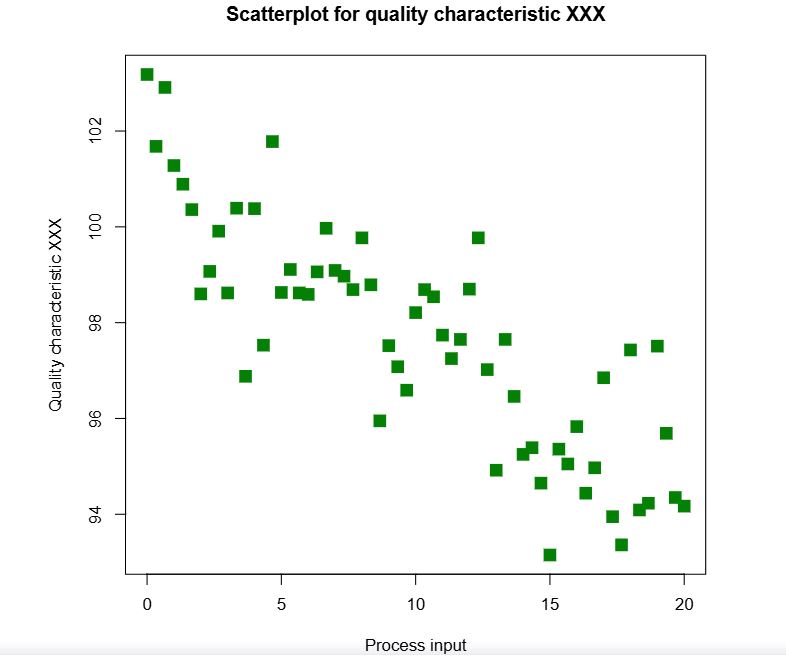 Scatterplot for quality characteristic XXX
Quality characteristic XXX
102
100
98
96
94
0 5 10 15 20
Process input